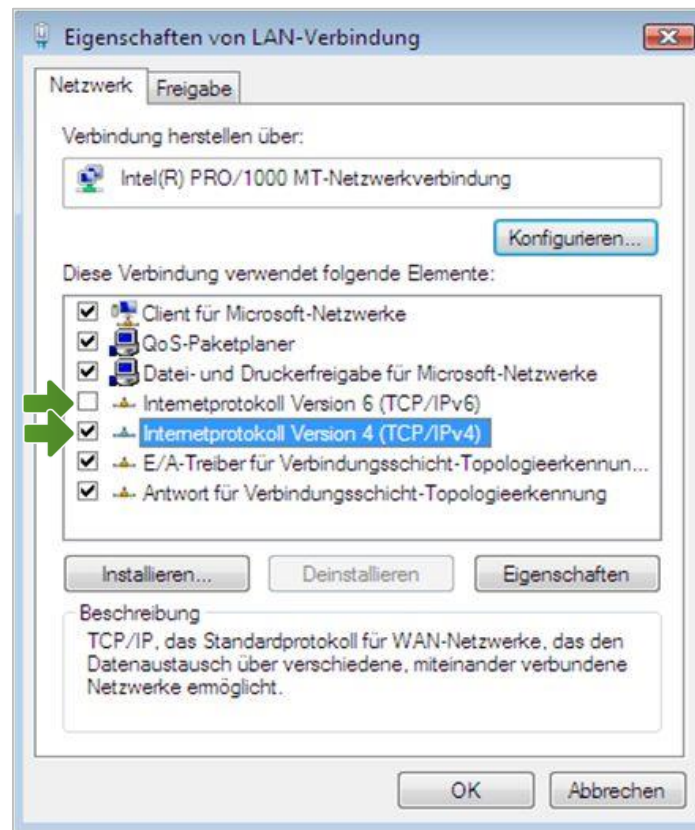 Eigenschaften von LAN-Verbindung
Netzwerk
Freigabe
Verbindung herstellen über:
Intel(R) PRO/1000 MT-Netzwerkverbindung
Konfigurieren...
Diese Verbindung verwendet folgende Elemente:
Client für Microsoft-Netzwerke
QoS-Paketplaner
Datei- und Druckerfreigabe für Microsoft-Netzwerke
Internetprotokoll Version 6 (TCP/IPv6)
Internetprotokoll Version 4 (TCP/IPv4)
E/A-Treiber für Verbindungsschicht-Topologieerkennun...
Antwort für Verbindungsschicht-Topologieerkennung
Installieren...
Deinstallieren
Eigenschaften
Beschreibung
TCP/IP, das Standardprotokoll für WAN-Netzwerke, das den
Datenaustausch über verschiedene, miteinander verbundene
Netzwerke ermöglicht.
OK
Abbrechen